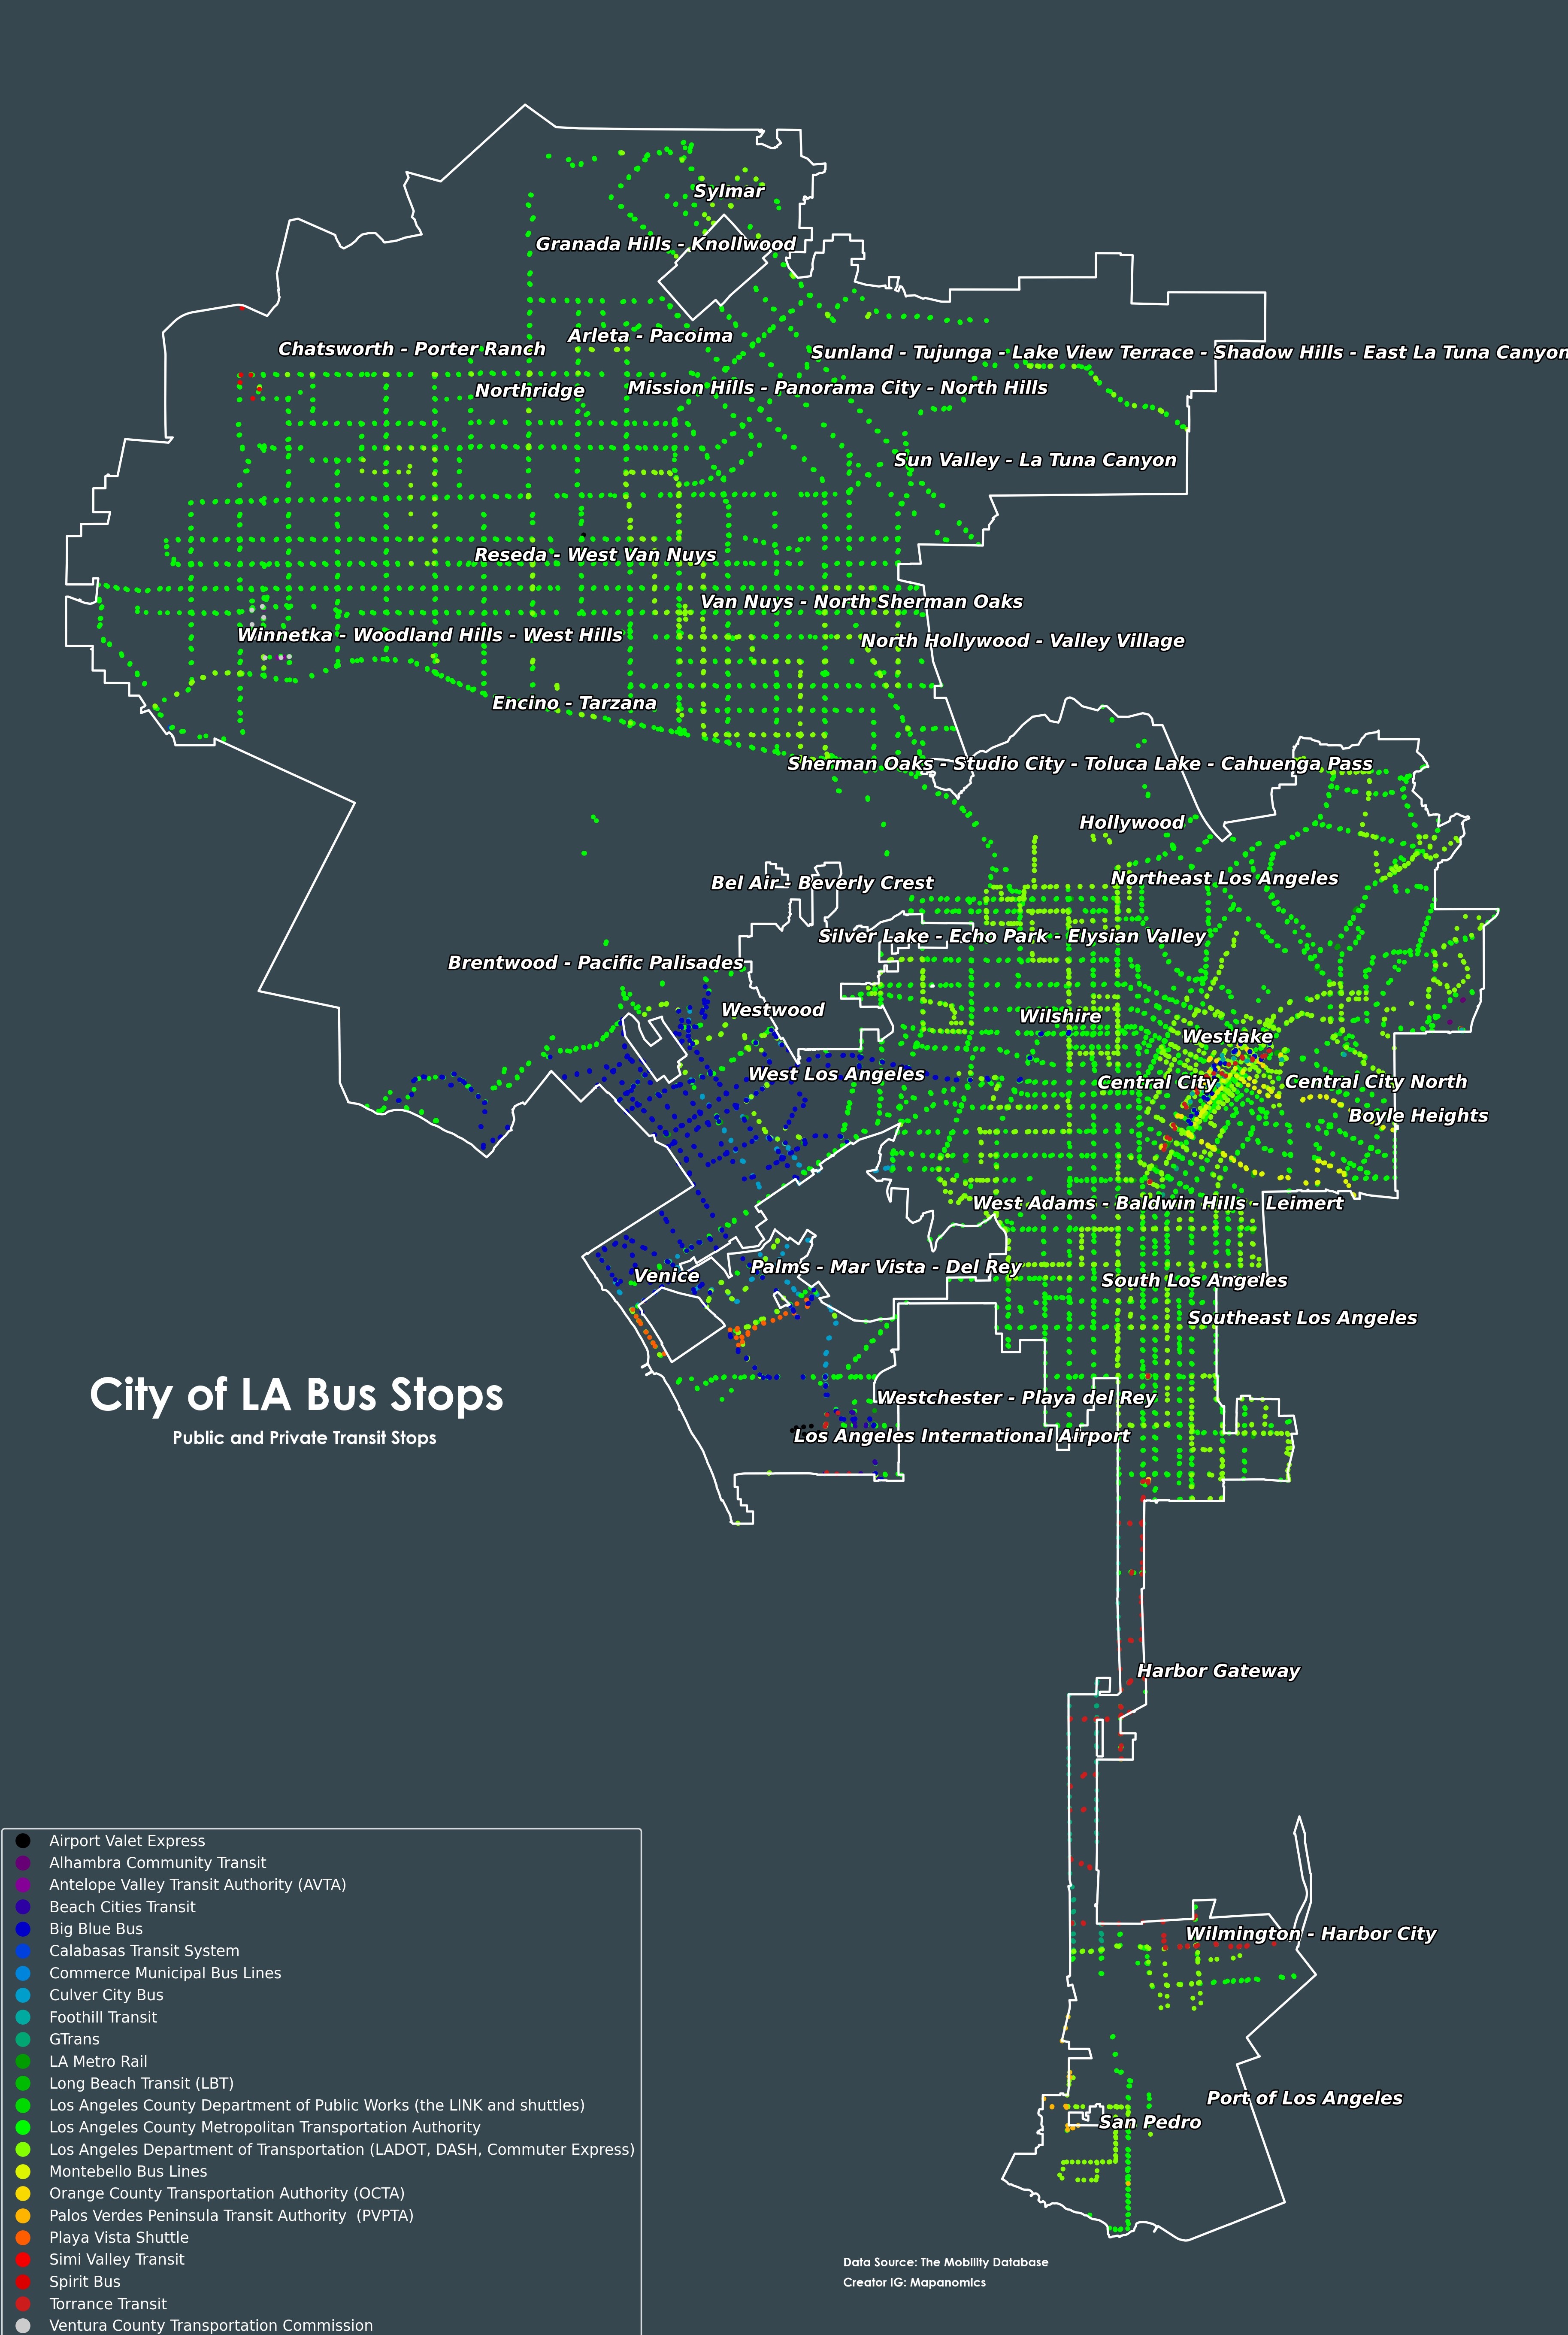 Sylmar
Granada Hills - Knollwood
Arleta - Pacoima
Chatsworth - Porter Ranch
Sunland - Tujunga - Lake View Terrace - Shadow Hills - East La Tuna Canyon
Northridge
Mission Hills - Panorama City - North Hills
Sun Valley - La Tuna Canyon
Reseda - West Van Nuys
Van Nuys - North Sherman Oaks
Winnetka - Woodland Hills - West Hills
North Hollywood - Valley Village
Encino - Tarzana
Sherman Oaks - Studio City - Toluca Lake - Cahuenga Pass
Hollywood
Bel Air - Beverly Crest
Northeast Los Angeles
Silver Lake - Echo Park - Elysian Valley
Brentwood - Pacific Palisades
Westwood
Wilshire
Westlake
West Los Angeles
Central City
Central City North
Boyle Heights
West Adams - Baldwin Hills - Leimert
Palms - Mar Vista - Del Rey
Venice
South Los Angeles
Southeast Los Angeles
City of LA Bus Stops
Public and Private Transit Stops
Westchester - Playa del Rey
Los Angeles International Airport
Harbor Gateway
Wilmington - Harbor City
Port of Los Angeles
San Pedro
Airport Valet Express
Alhambra Community Transit
Antelope Valley Transit Authority (AVTA)
Beach Cities Transit
Big Blue Bus
Calabasas Transit System
Commerce Municipal Bus Lines
Culver City Bus
Foothill Transit
GTrans
LA Metro Rail
Long Beach Transit (LBT)
Los Angeles County Department of Public Works (the LINK and shuttles)
Los Angeles County Metropolitan Transportation Authority
Los Angeles Department of Transportation (LADOT, DASH, Commuter Express)
Montebello Bus Lines
Orange County Transportation Authority (OCTA)
Palos Verdes Peninsula Transit Authority (PVPTA)
Playa Vista Shuttle
Simi Valley Transit
Spirit Bus
Torrance Transit
Ventura County Transportation Commission
Data Source: The Mobility Database
Creator IG: Mapanomics